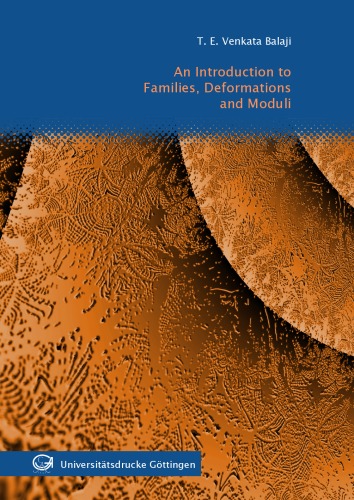 T. E. Venkata Balaji
An Introduction to
Families, Deformations
and Moduli
Universitätsdrucke Göttingen